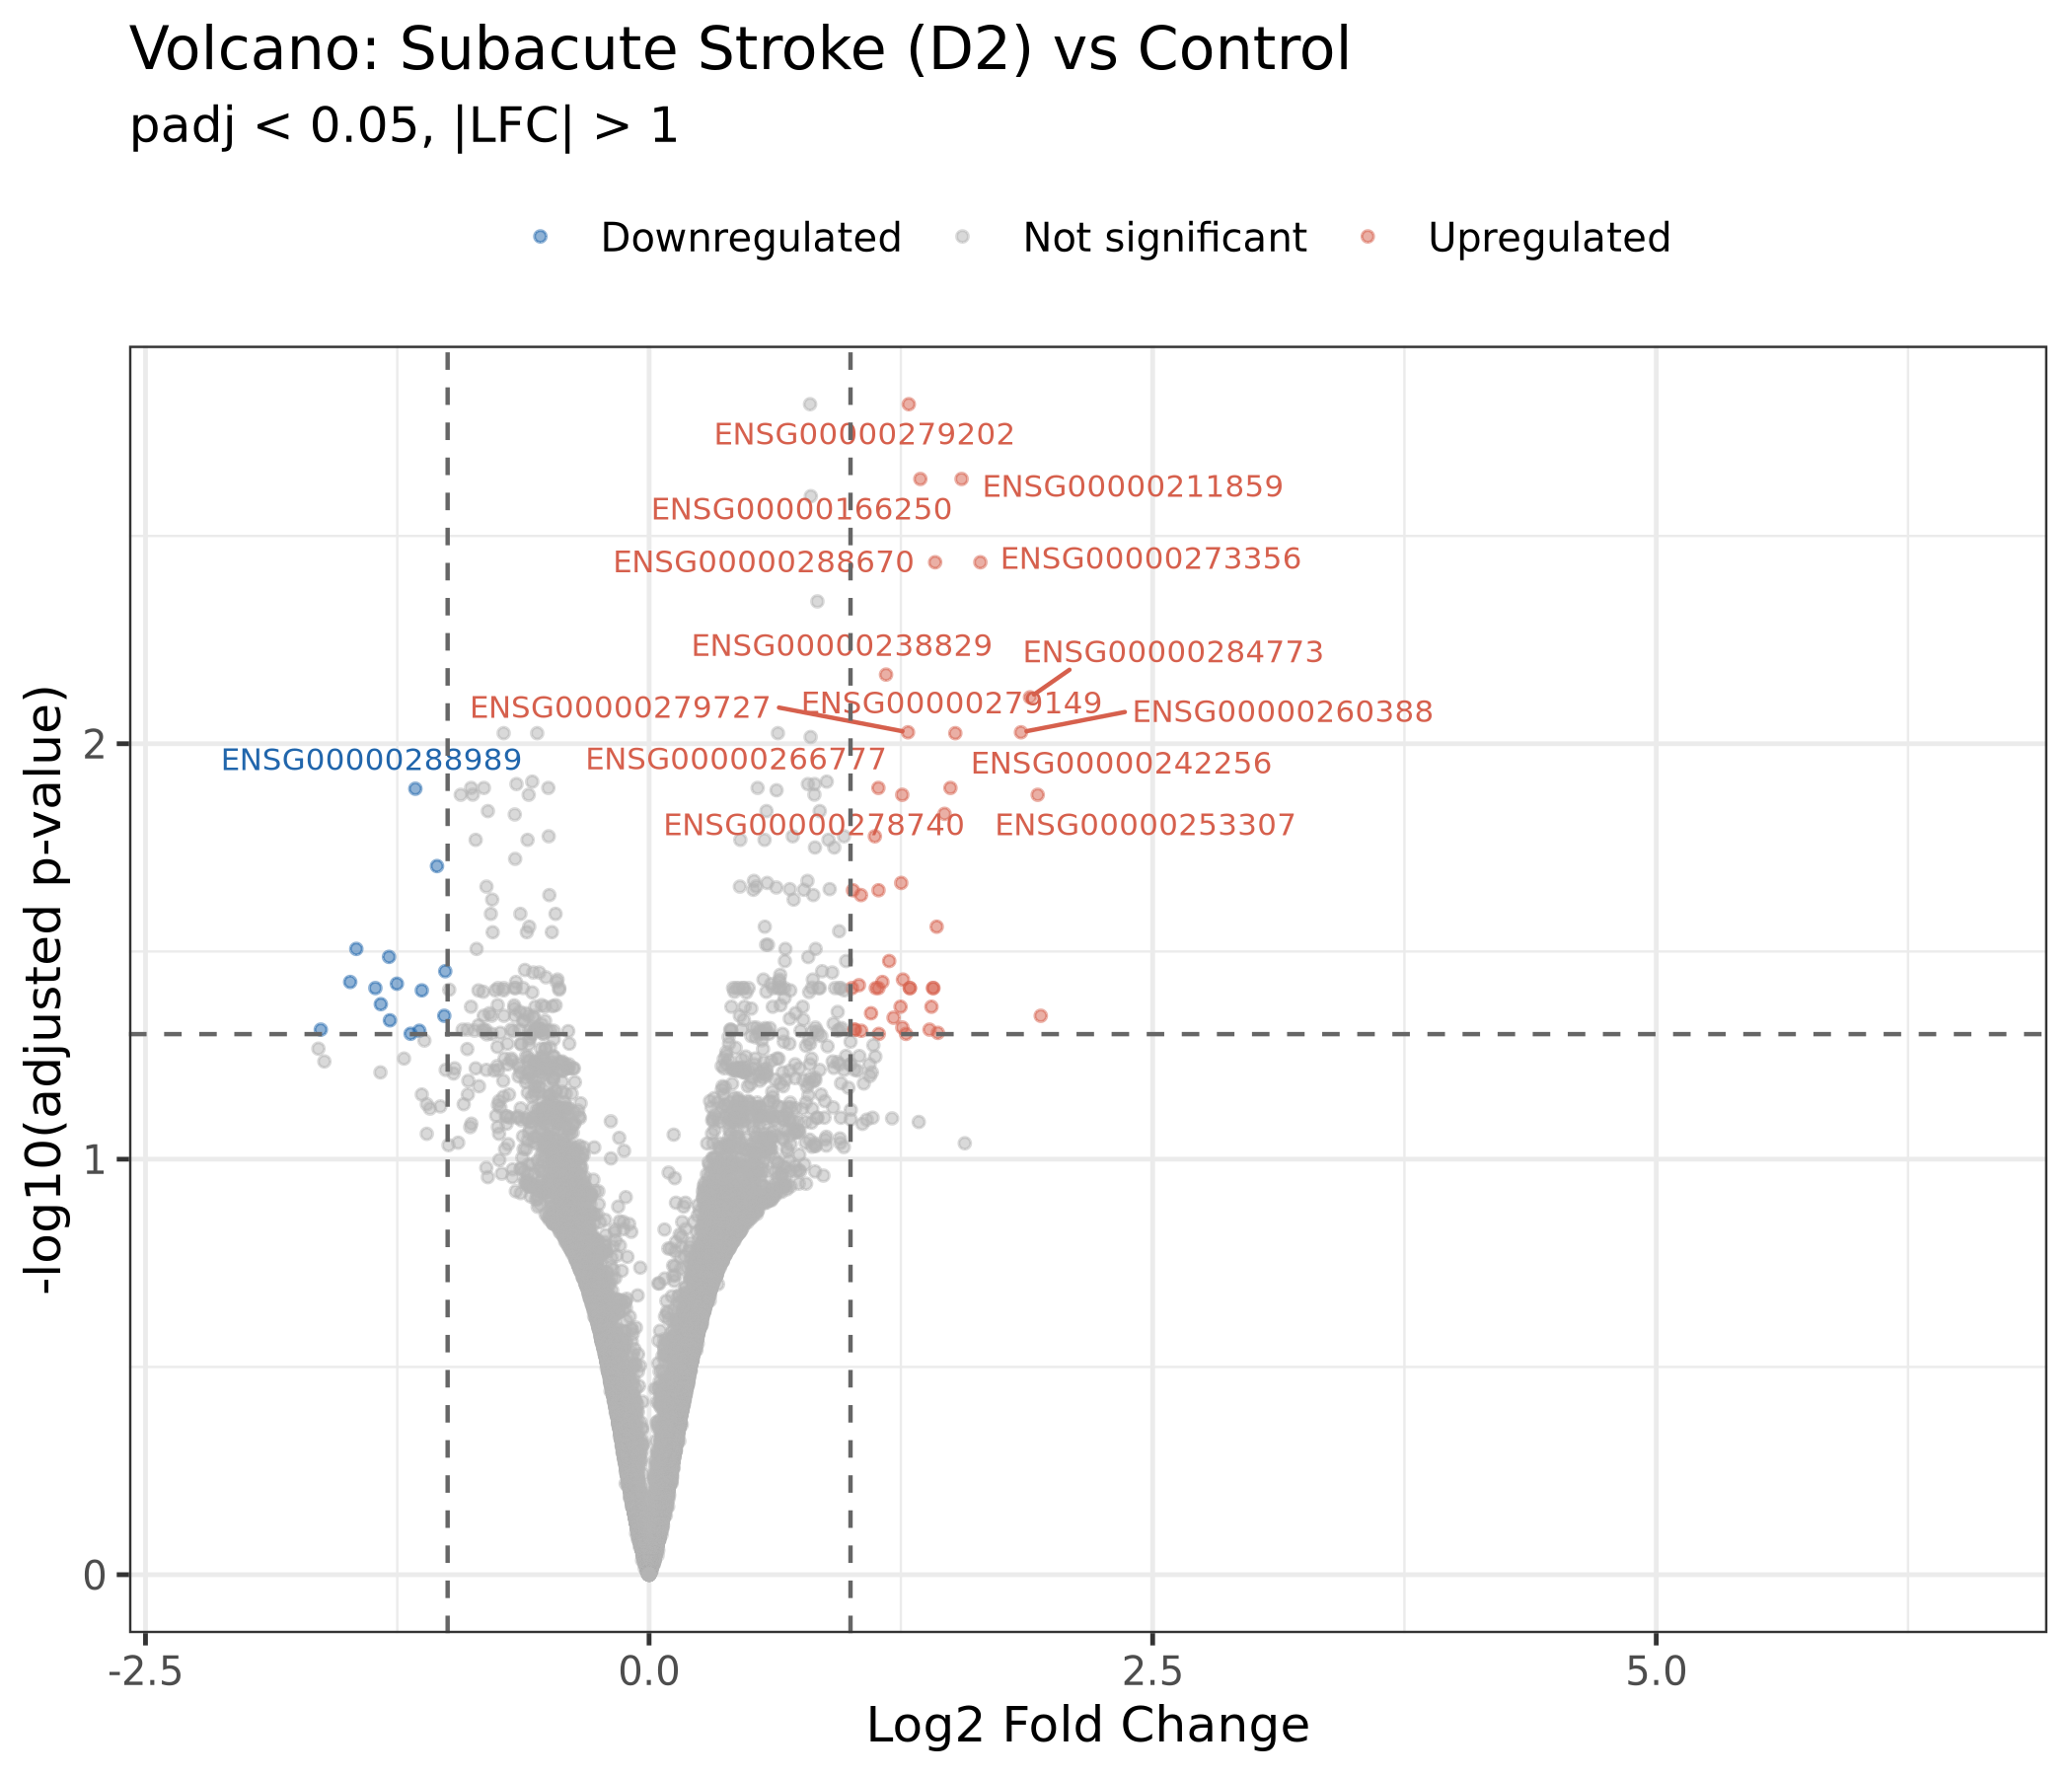 Volcano: Subacute Stroke (D2) vs Control
padj < 0.05, |LFC| > 1
Downregulated Not significant Upregulated
ENSG00000279202
ENSG00000211859
ENSG00000166250
ENSG00000288670 ENSG00000273356
ENSG00000238829
ENSG00000284773
ENSG00000279727 ENSG00000279149 ENSG00000260388
ENSG00000288989 ENSG00000266777 ENSG00000242256
ENSG00000278740 ENSG00000253307
-log10(adjusted p-value)
2
1
0
-2.5 0.0 2.5 5.0
Log2 Fold Change